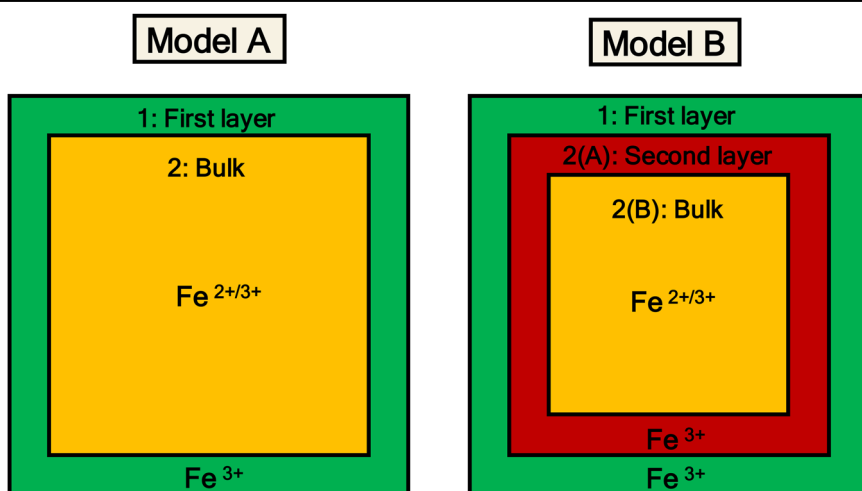 Model A
1: First layer
2: Bulk
Fe 2+/3+
Fe 3+
Model B
1: First layer
2(A): Second layer
2(B): Bulk
Fe 2+/3+
Fe 3+
Fe 3+